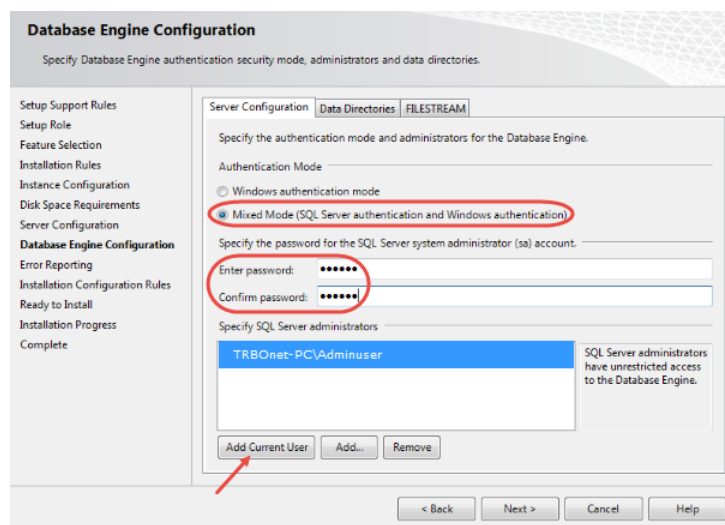 Database Engine Configuration
Specify Database Engine authentication security mode, administrators and data directories.
Setup Support Rules
Setup Role
Feature Selection
Installation Rules
Instance Configuration
Disk Space Requirements
Server Configuration
Database Engine Configuration
Error Reporting
Installation Configuration Rules
Ready to Install
Installation Progress
Complete
Server Configuration Data Directories FILESTREAM
Specify the authentication mode and administrators for the Database Engine.
Authentication Mode
Windows authentication mode
Mixed Mode (SQL Server authentication and Windows authentication)
Specify the password for the SQL Server system administrator (sa) account.
Enter password: ●●●●●●
Confirm password: ●●●●●●
Specify SQL Server administrators
TRBOnet-PC\Adminuser
SQL Server administrators
have unrestricted access
to the Database Engine.
Add Current User Add... Remove
< Back Next > Cancel Help